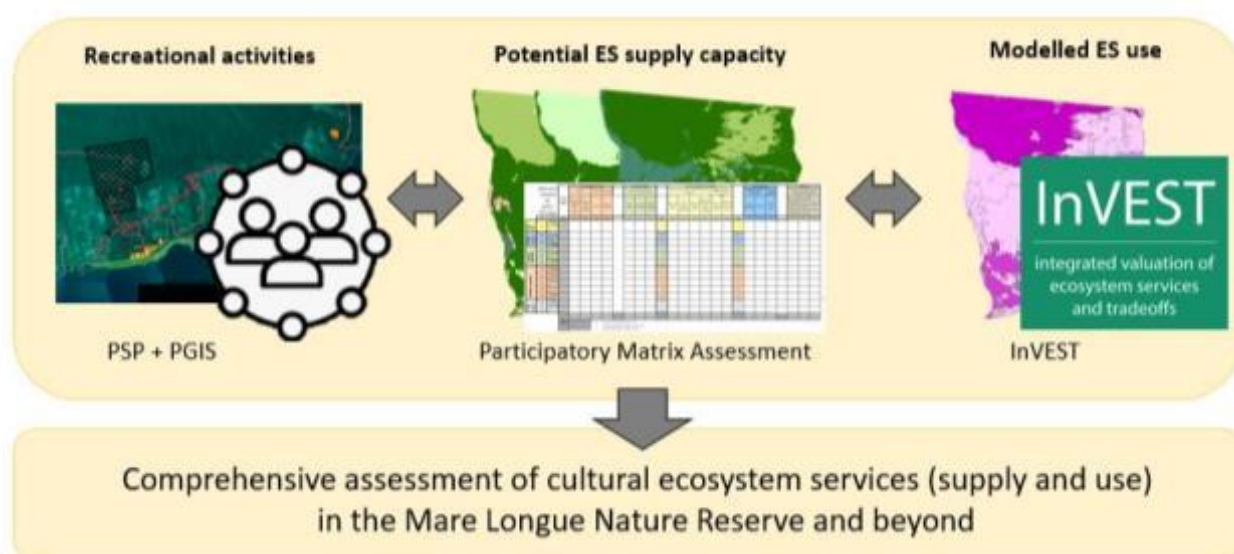 Recreational activities
Potential ES supply capacity
Modelled ES use
InVEST
integrated valuation of
ecosystem services
and tradeoffs
PSP + PGIS
Participatory Matrix Assessment
InVEST
Comprehensive assessment of cultural ecosystem services (supply and use)
in the Mare Longue Nature Reserve and beyond